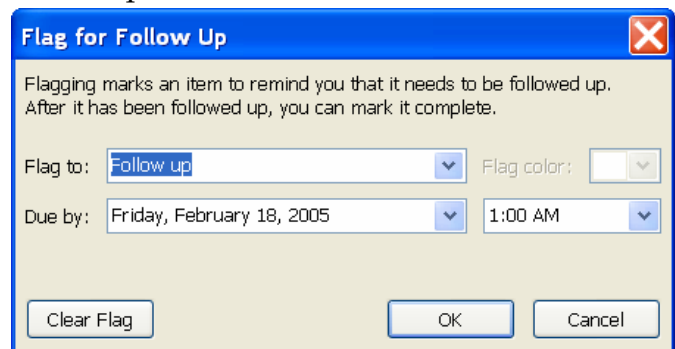 Flag for Follow Up
Flagging marks an item to remind you that it needs to be followed up.
After it has been followed up, you can mark it complete.
Flag to: Follow up Flag color:
Due by: Friday, February 18, 2005 1:00 AM
Clear Flag OK Cancel